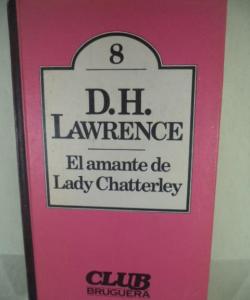 8
D.H.
LAWRENCE
El amante de
Lady Chatterley
CLUB
BRUGUERA